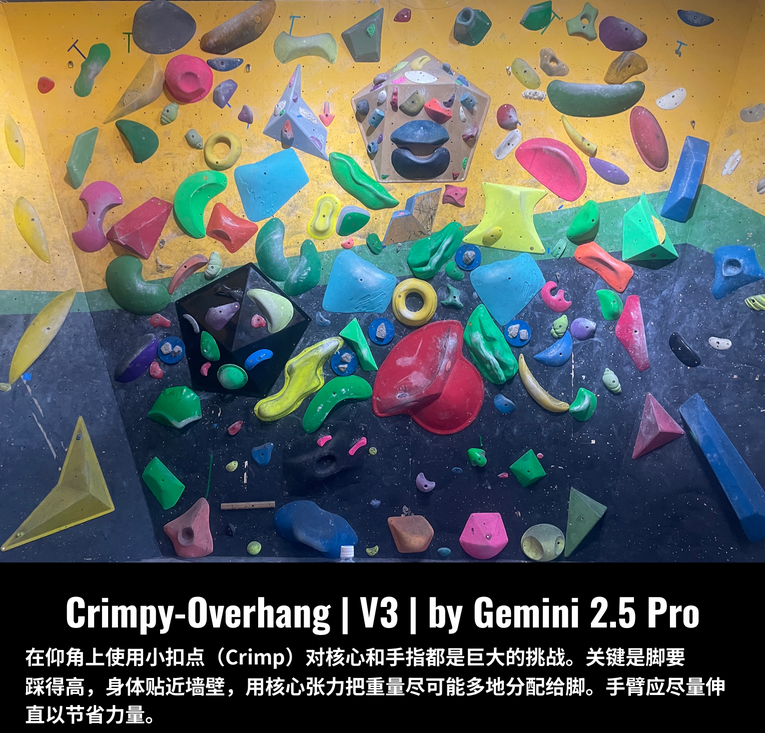 Crimpy-Overhang | V3 | by Gemini 2.5 Pro
在仰角上使用小扣点（Crimp）对核心和手指都是巨大的挑战。关键是脚要
踩得高，身体贴近墙壁，用核心张力把重量尽可能多地分配给脚。手臂应尽量伸
直以节省力量。